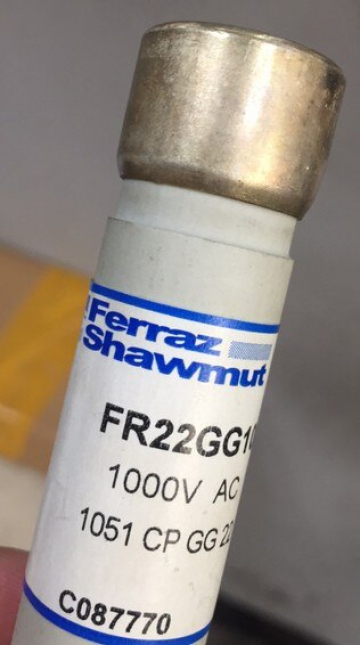 Ferraz
Shawmut
FR22GG10
1000V AC
1051 CP GG 22
C087770